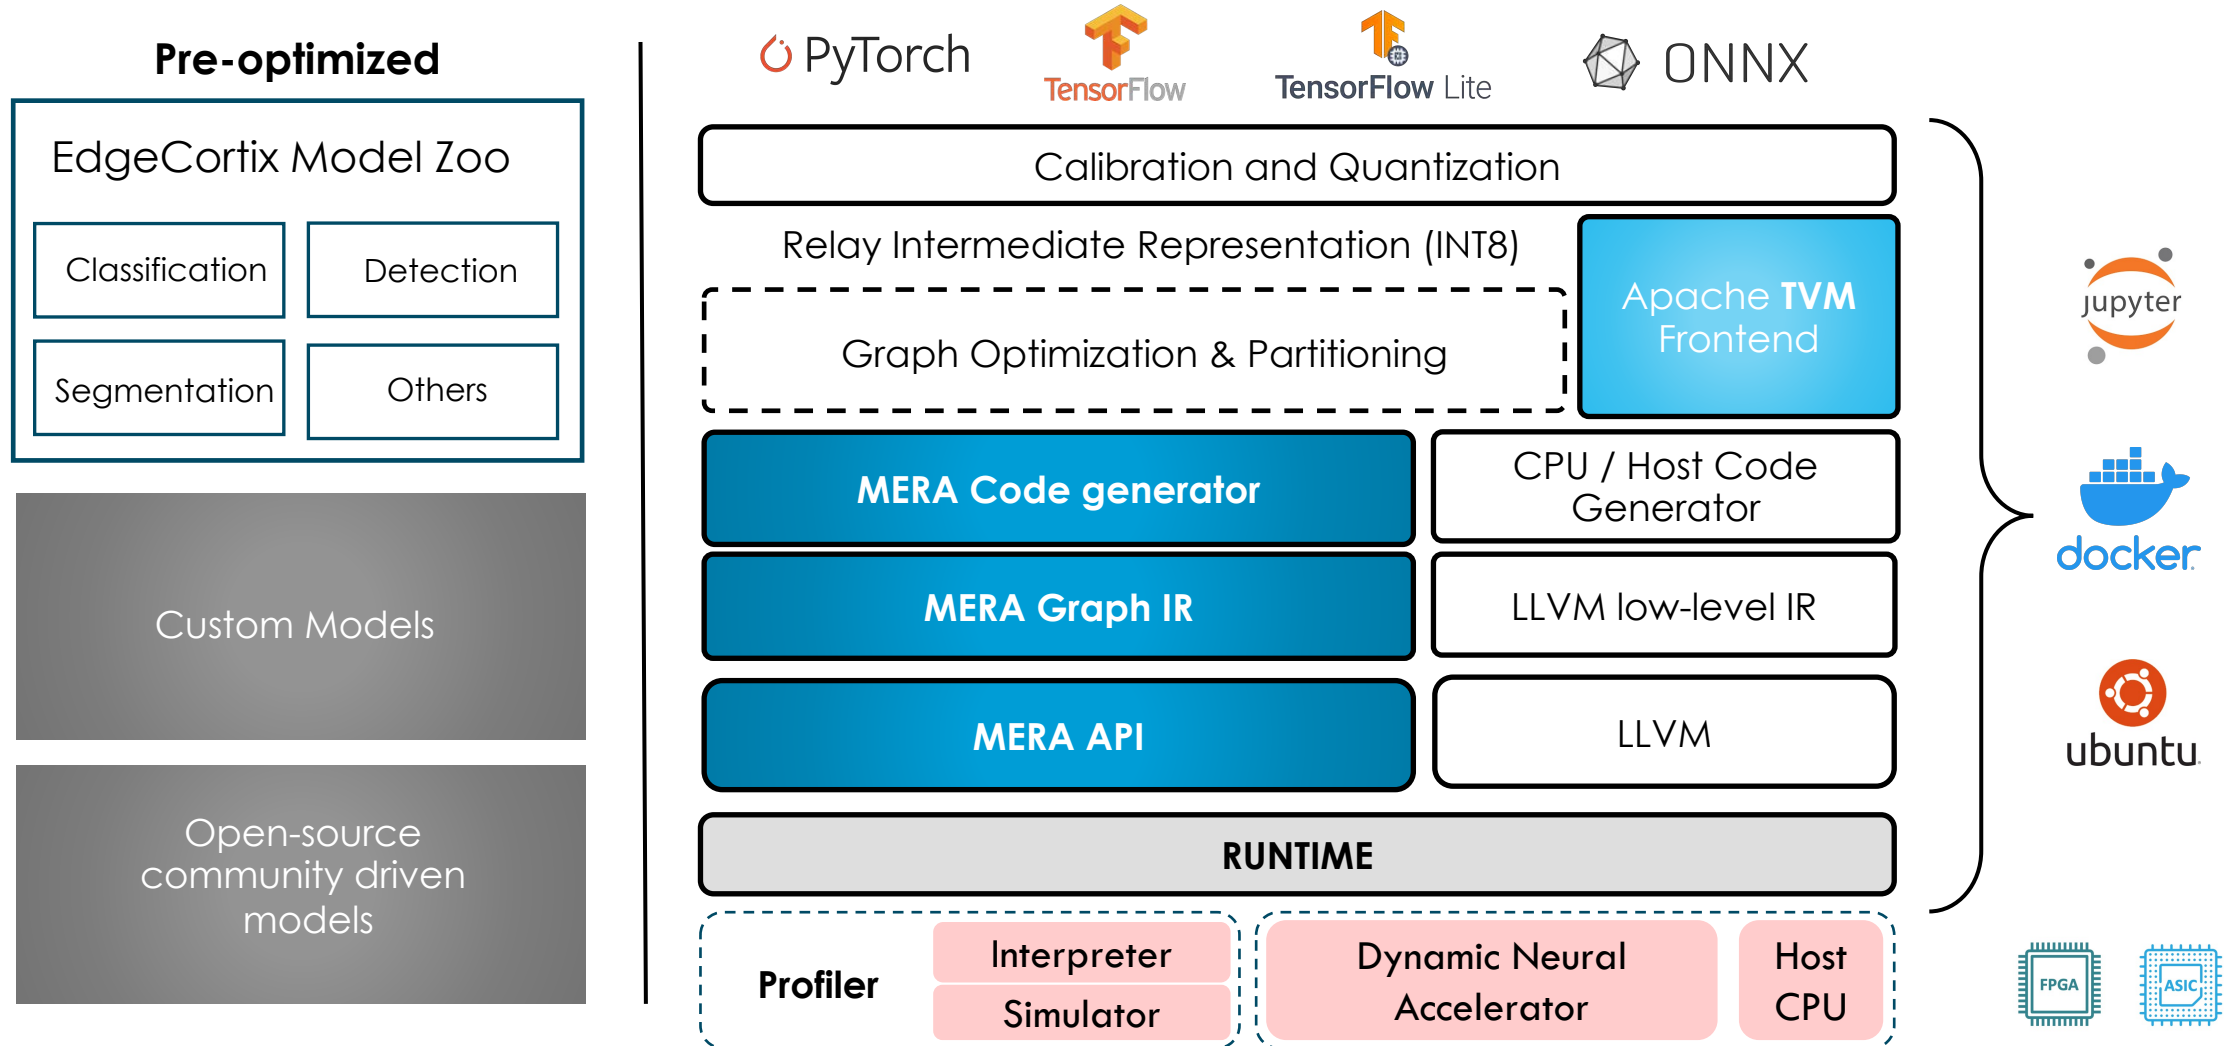 Pre-optimized
EdgeCortix Model Zoo
Classification
Detection
Segmentation
Others
Custom Models
Open-source
community driven
models
PyTorch
TensorFlow
TensorFlow Lite
ONNX
Calibration and Quantization
Relay Intermediate Representation (INT8)
Apache TVM
Frontend
Graph Optimization & Partitioning
MERA Code generator
CPU / Host Code
Generator
MERA Graph IR
LLVM low-level IR
MERA API
LLVM
RUNTIME
Profiler
Interpreter
Simulator
Dynamic Neural
Accelerator
Host
CPU
jupyter
docker
ubuntu
FPGA
ASIC